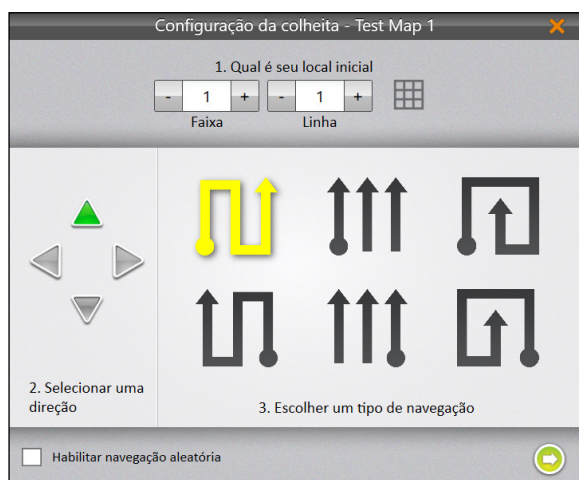 Configuração da colheita - Test Map 1
1. Qual é seu local inicial
- 1 + - 1 +
Faixa Linha
2. Selecionar uma
direção
3. Escolher um tipo de navegação
Habilitar navegação aleatória